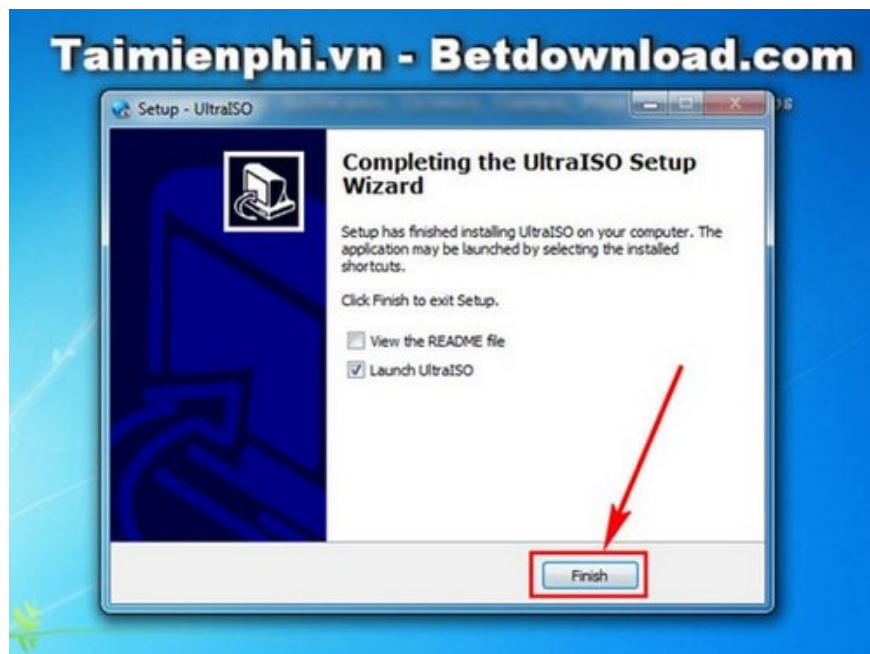 Taimienphi.vn - Betdownload.com
Setup - UltraISO
Completing the UltraISO Setup
Wizard
Setup has finished installing UltraISO on your computer. The
application may be launched by selecting the installed
shortcuts.
Click Finish to exit Setup.
View the README file
Launch UltraISO
Finish